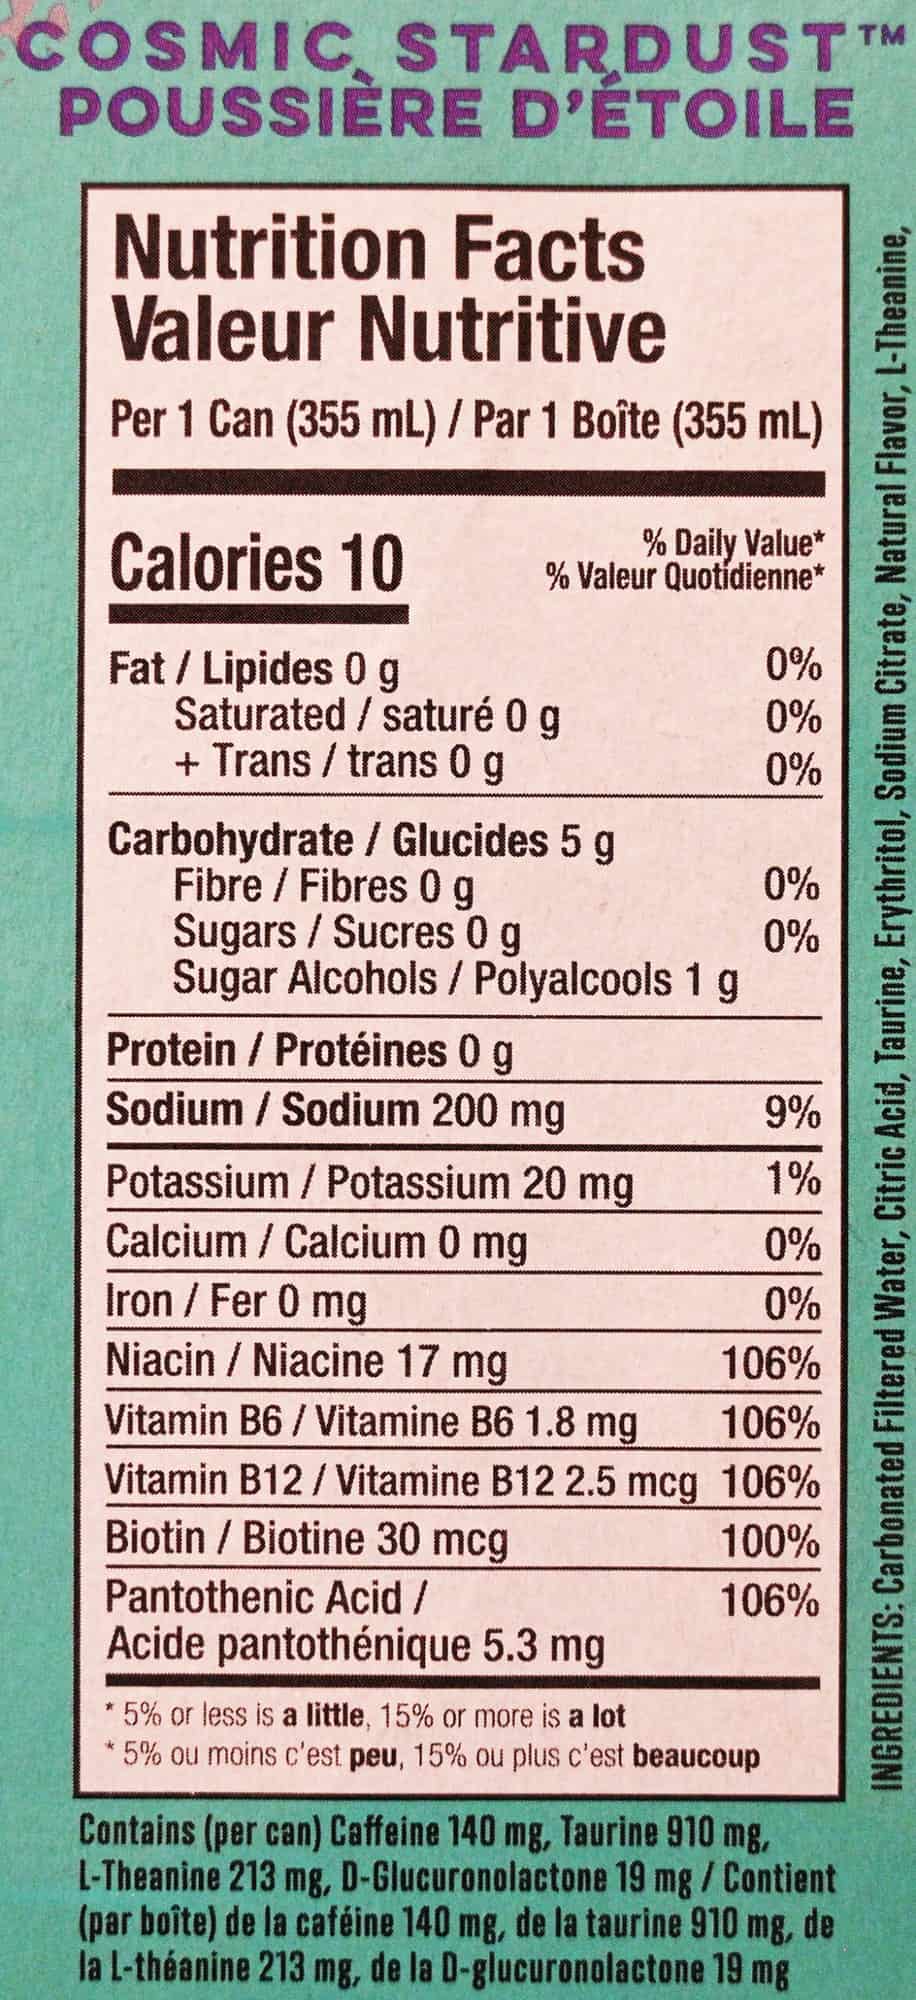 COSMIC STARDUST™
POUSSIÈRE D'ÉTOILE
Nutrition Facts
Valeur Nutritive
Per 1 Can (355 mL) / Par 1 Boîte (355 mL)
Calories 10
% Daily Value*
% Valeur Quotidienne*
Fat / Lipides 0 g 0%
Saturated / saturé 0 g 0%
+ Trans / trans 0 g 0%
Carbohydrate / Glucides 5 g
Fibre / Fibres 0 g 0%
Sugars / Sucres 0 g 0%
Sugar Alcohols / Polyalcools 1 g
Protein / Protéines 0 g
Sodium / Sodium 200 mg 9%
Potassium / Potassium 20 mg 1%
Calcium / Calcium 0 mg 0%
Iron / Fer 0 mg 0%
Niacin / Niacine 17 mg 106%
Vitamin B6 / Vitamine B6 1.8 mg 106%
Vitamin B12 / Vitamine B12 2.5 mcg 106%
Biotin / Biotine 30 mcg 100%
Pantothenic Acid / 106%
Acide pantothénique 5.3 mg
* 5% or less is a little, 15% or more is a lot
* 5% ou moins c'est peu, 15% ou plus c'est beaucoup
Contains (per can) Caffeine 140 mg, Taurine 910 mg,
L-Theanine 213 mg, D-Glucuronolactone 19 mg / Contient
(par boîte) de la caféine 140 mg, de la taurine 910 mg, de
la L-théanine 213 mg, de la D-glucuronolactone 19 mg
INGREDIENTS: Carbonated Filtered Water, Citric Acid, Taurine, Erythritol, Sodium Citrate, Natural Flavor, L-Theanine,